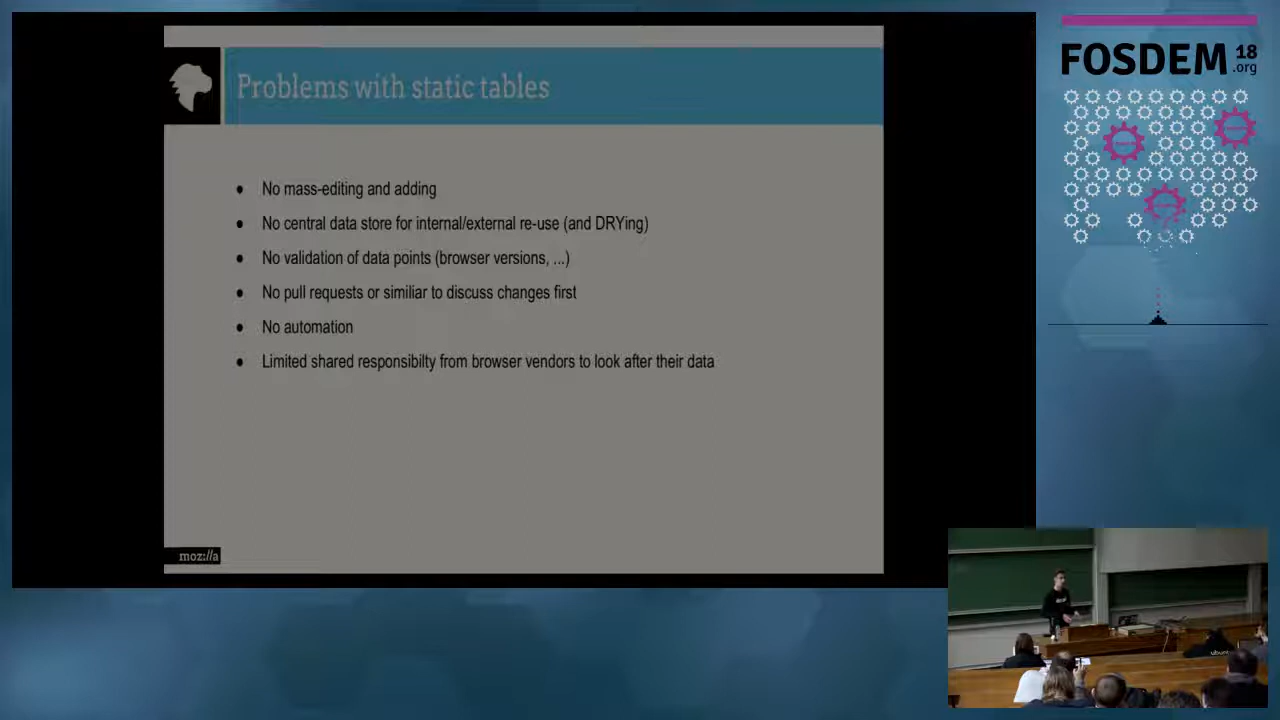 Problems with static tables
● No mass-editing and adding
● No central data store for internal/external re-use (and DRYing)
● No validation of data points (browser versions, ...)
● No pull requests or similiar to discuss changes first
● No automation
● Limited shared responsibilty from browser vendors to look after their data
moz://a
FOSDEM 18
.org
ubuntu